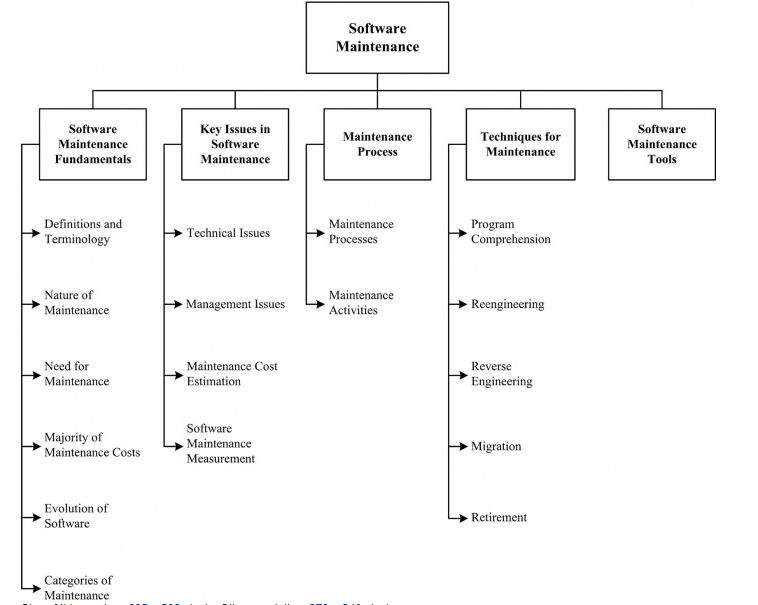 Software
Maintenance
Software
Maintenance
Fundamentals
Key Issues in
Software
Maintenance
Maintenance
Process
Techniques for
Maintenance
Software
Maintenance
Tools
Definitions and
Terminology
Nature of
Maintenance
Need for
Maintenance
Majority of
Maintenance Costs
Evolution of
Software
Categories of
Maintenance
Technical Issues
Management Issues
Maintenance Cost
Estimation
Software
Maintenance
Measurement
Maintenance
Processes
Maintenance
Activities
Program
Comprehension
Reengineering
Reverse
Engineering
Migration
Retirement